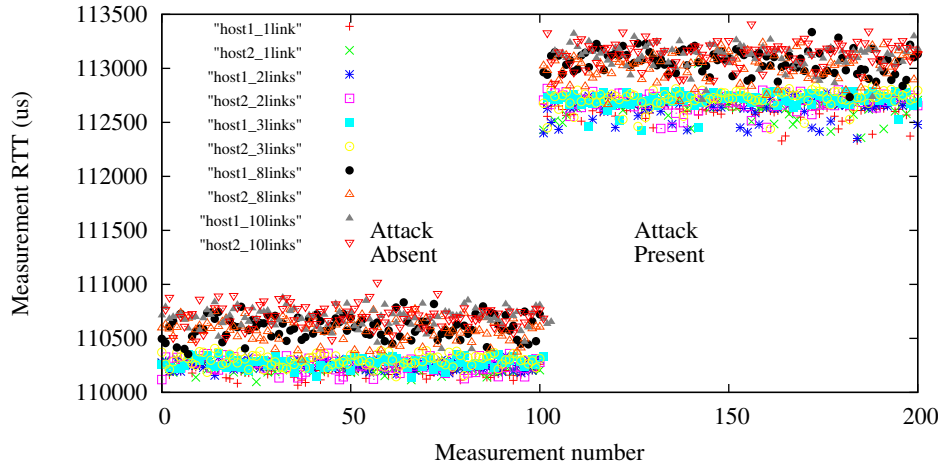 113500
113000
112500
112000
111500
111000
110500
110000
Measurement RTT (us)
"host1_1link"
"host2_1link"
"host1_2links"
"host2_2links"
"host1_3links"
"host2_3links"
"host1_8links"
"host2_8links"
"host1_10links"
"host2_10links"
Attack
Absent
Attack
Present
0
50
100
150
200
Measurement number